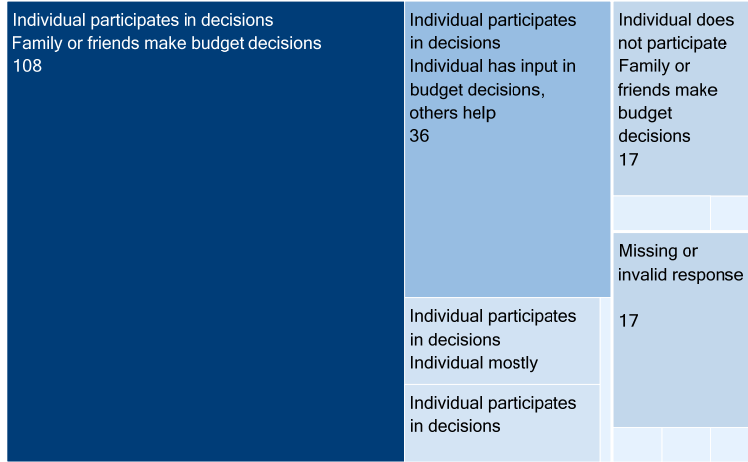 Individual participates in decisions
Family or friends make budget decisions
108
Individual participates
in decisions
Individual has input in
budget decisions,
others help
36
Individual does
not participate
Family or
friends make
budget
decisions
17
Individual participates
in decisions
Individual mostly
Individual participates
in decisions
Missing or
invalid response
17